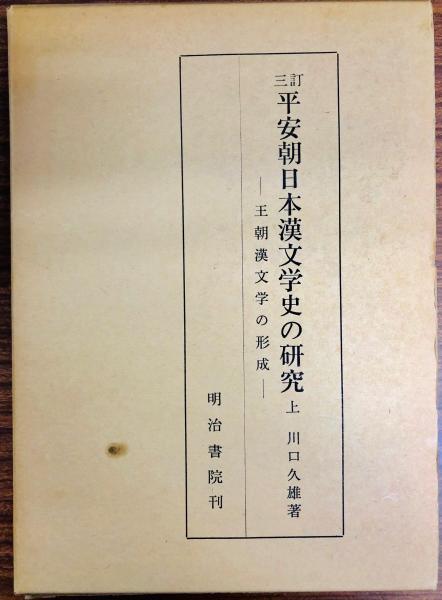 三訂 平安朝日本漢文学史の研究 上 川口久雄著
―王朝漢文学の形成―
明治書院刊